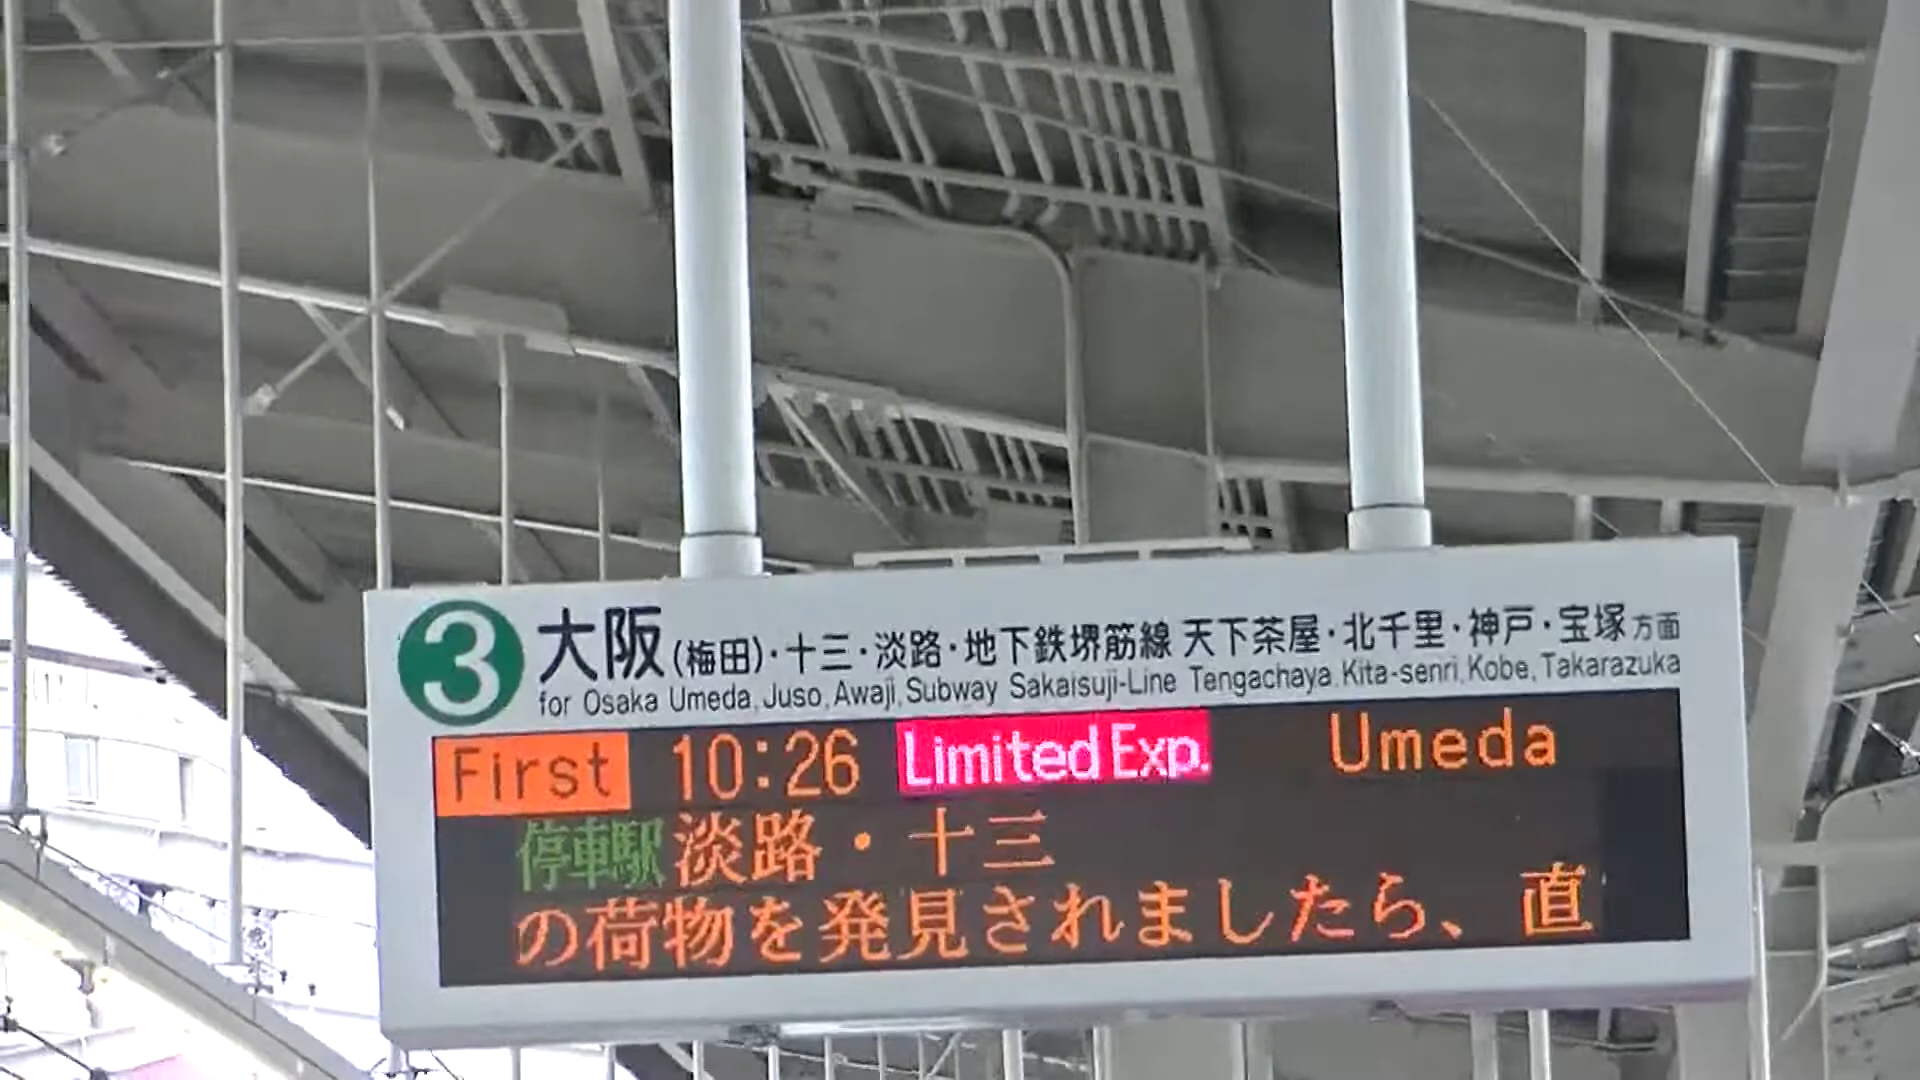 3 大阪(梅田)・十三・淡路・地下鉄堺筋線 天下茶屋・北千里・神戸・宝塚方面
for Osaka Umeda, Juso, Awaji, Subway Sakaisuji-Line Tengachaya, Kita-senri, Kobe, Takarazuka
First 10:26 Limited Exp. Umeda
停車駅 淡路・十三
の荷物を発見されましたら、直